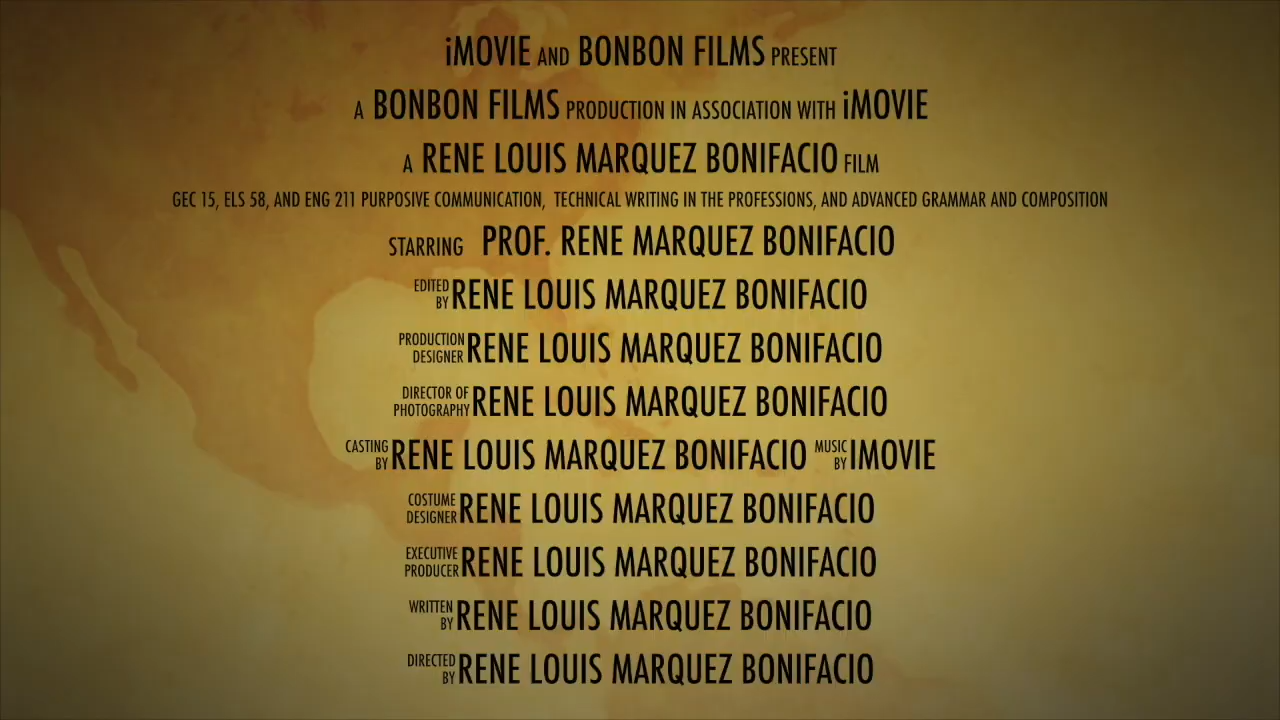 iMOVIE AND BONBON FILMS PRESENT
A BONBON FILMS PRODUCTION IN ASSOCIATION WITH iMOVIE
A RENE LOUIS MARQUEZ BONIFACIO FILM
GEC 15, ELS 58, AND ENG 211 PURPOSIVE COMMUNICATION, TECHNICAL WRITING IN THE PROFESSIONS, AND ADVANCED GRAMMAR AND COMPOSITION
STARRING PROF. RENE MARQUEZ BONIFACIO
EDITED BY RENE LOUIS MARQUEZ BONIFACIO
PRODUCTION DESIGNER RENE LOUIS MARQUEZ BONIFACIO
DIRECTOR OF PHOTOGRAPHY RENE LOUIS MARQUEZ BONIFACIO
CASTING BY RENE LOUIS MARQUEZ BONIFACIO MUSIC BY IMOVIE
COSTUME DESIGNER RENE LOUIS MARQUEZ BONIFACIO
EXECUTIVE PRODUCER RENE LOUIS MARQUEZ BONIFACIO
WRITTEN BY RENE LOUIS MARQUEZ BONIFACIO
DIRECTED BY RENE LOUIS MARQUEZ BONIFACIO